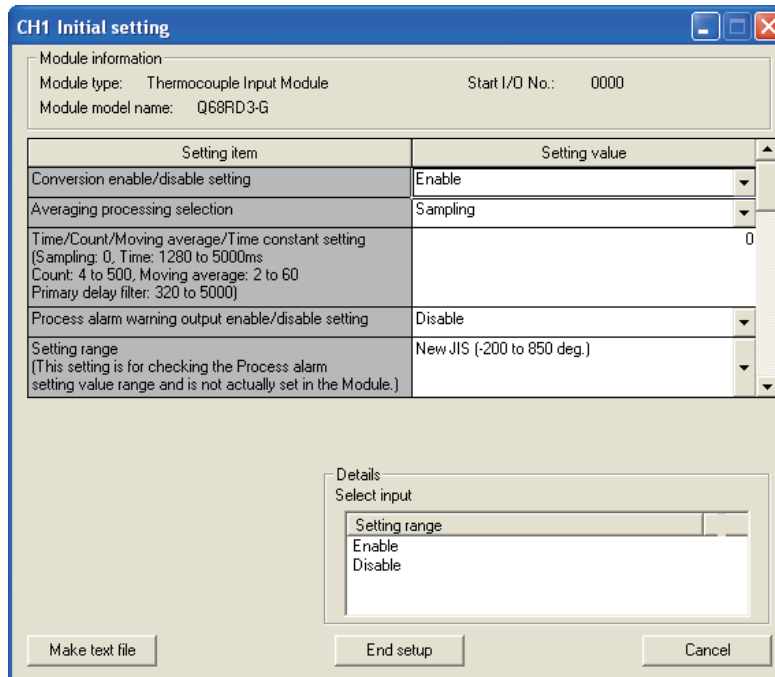 CH1 Initial setting
Module information
Module type: Thermocouple Input Module Start I/O No.: 0000
Module model name: Q68RD3-G
Setting item Setting value
Conversion enable/disable setting Enable
Averaging processing selection Sampling
Time/Count/Moving average/Time constant setting 0
(Sampling: 0, Time: 1280 to 5000ms
Count: 4 to 500, Moving average: 2 to 60
Primary delay filter: 320 to 5000)
Process alarm warning output enable/disable setting Disable
Setting range New JIS (-200 to 850 deg.)
(This setting is for checking the Process alarm
setting value range and is not actually set in the Module.)
Details
Select input
Setting range
Enable
Disable
Make text file End setup Cancel